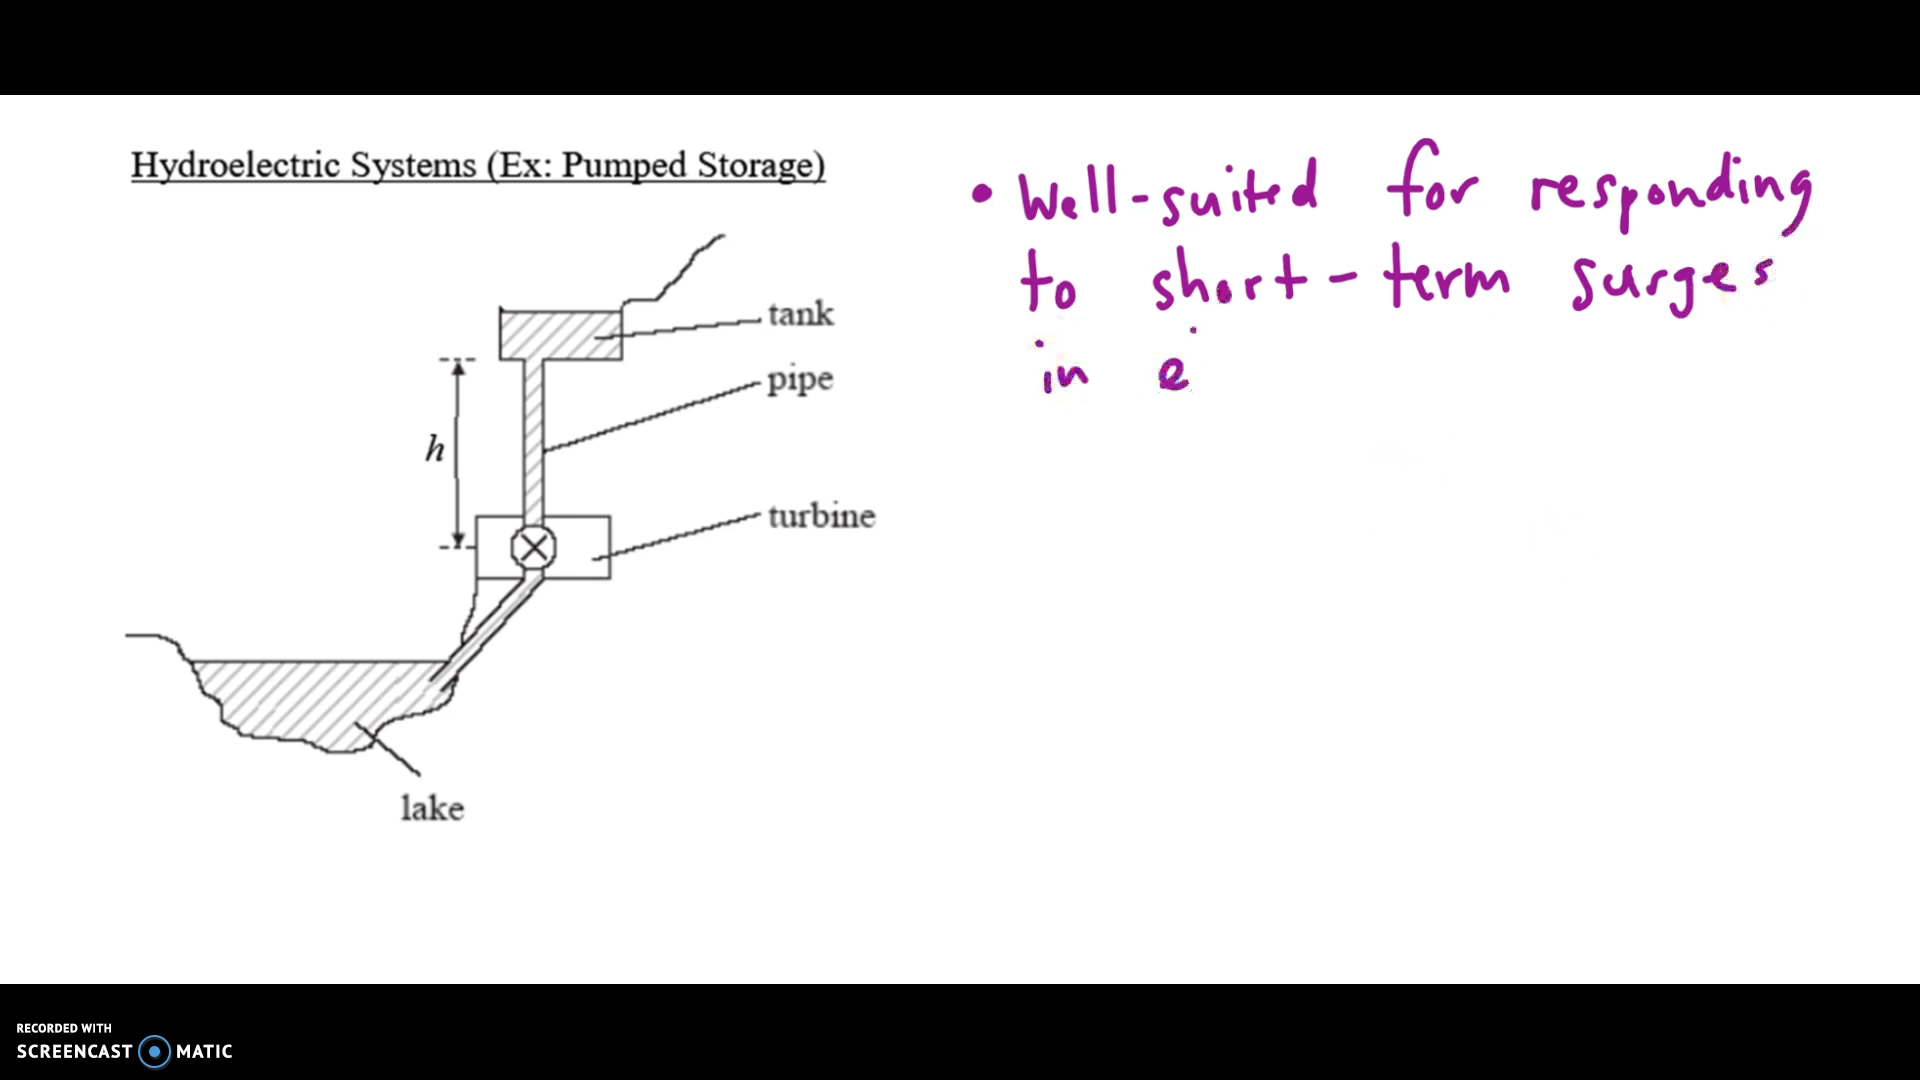 Hydroelectric Systems (Ex: Pumped Storage)
• Well-suited for responding
to short-term surges
in e
tank
pipe
h
turbine
lake
RECORDED WITH
SCREENCAST MATIC